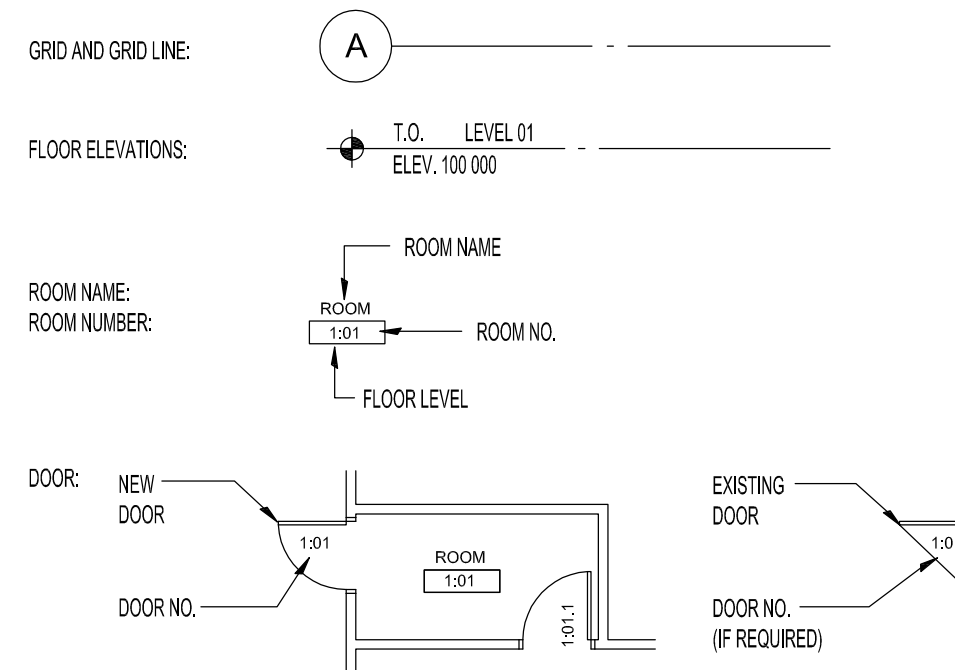 GRID AND GRID LINE:
A
FLOOR ELEVATIONS:
T.O. LEVEL 01
ELEV. 100 000
ROOM NAME
ROOM NAME:
ROOM NUMBER:
ROOM
1:01
ROOM NO.
FLOOR LEVEL
DOOR:
NEW
DOOR
1:01
DOOR NO.
ROOM
1:01
1:01.1
EXISTING
DOOR
1:0
DOOR NO.
(IF REQUIRED)